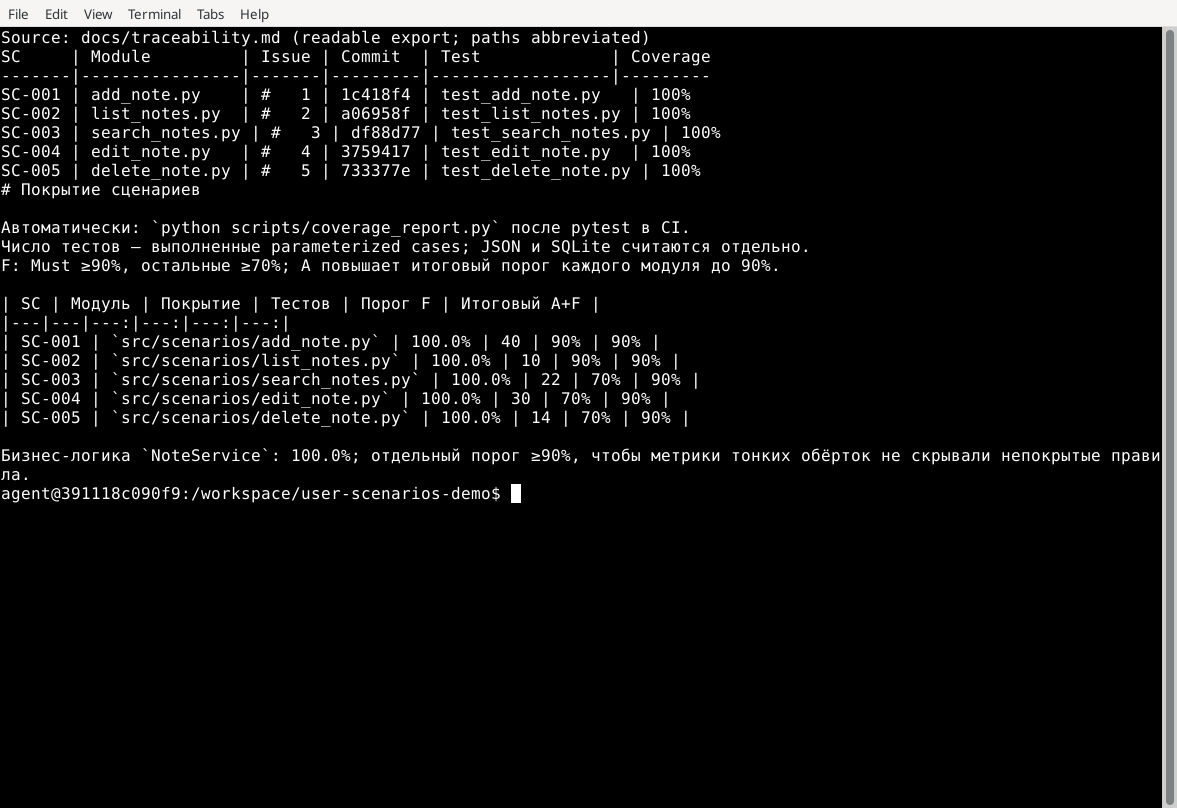 File Edit View Terminal Tabs Help
Source: docs/traceability.md (readable export; paths abbreviated)
SC     | Module         | Issue | Commit  | Test             | Coverage
-------|----------------|-------|---------|------------------|---------
SC-001 | add_note.py    | #   1 | 1c418f4 | test_add_note.py   | 100%
SC-002 | list_notes.py  | #   2 | a06958f | test_list_notes.py | 100%
SC-003 | search_notes.py | #   3 | df88d77 | test_search_notes.py | 100%
SC-004 | edit_note.py   | #   4 | 3759417 | test_edit_note.py  | 100%
SC-005 | delete_note.py | #   5 | 733377e | test_delete_note.py | 100%
# Покрытие сценариев
Автоматически: `python scripts/coverage_report.py` после pytest в CI.
Число тестов — выполненные parameterized cases; JSON и SQLite считаются отдельно.
F: Must ≥90%, остальные ≥70%; А повышает итоговый порог каждого модуля до 90%.
| SC | Модуль | Покрытие | Тестов | Порог F | Итоговый A+F |
|---|---|---:|---:|---:|---:|
| SC-001 | `src/scenarios/add_note.py` | 100.0% | 40 | 90% | 90% |
| SC-002 | `src/scenarios/list_notes.py` | 100.0% | 10 | 90% | 90% |
| SC-003 | `src/scenarios/search_notes.py` | 100.0% | 22 | 70% | 90% |
| SC-004 | `src/scenarios/edit_note.py` | 100.0% | 30 | 70% | 90% |
| SC-005 | `src/scenarios/delete_note.py` | 100.0% | 14 | 70% | 90% |
Бизнес-логика `NoteService`: 100.0%; отдельный порог ≥90%, чтобы метрики тонких обёрток не скрывали непокрытые прави
ла.
agent@391118c090f9:/workspace/user-scenarios-demo$